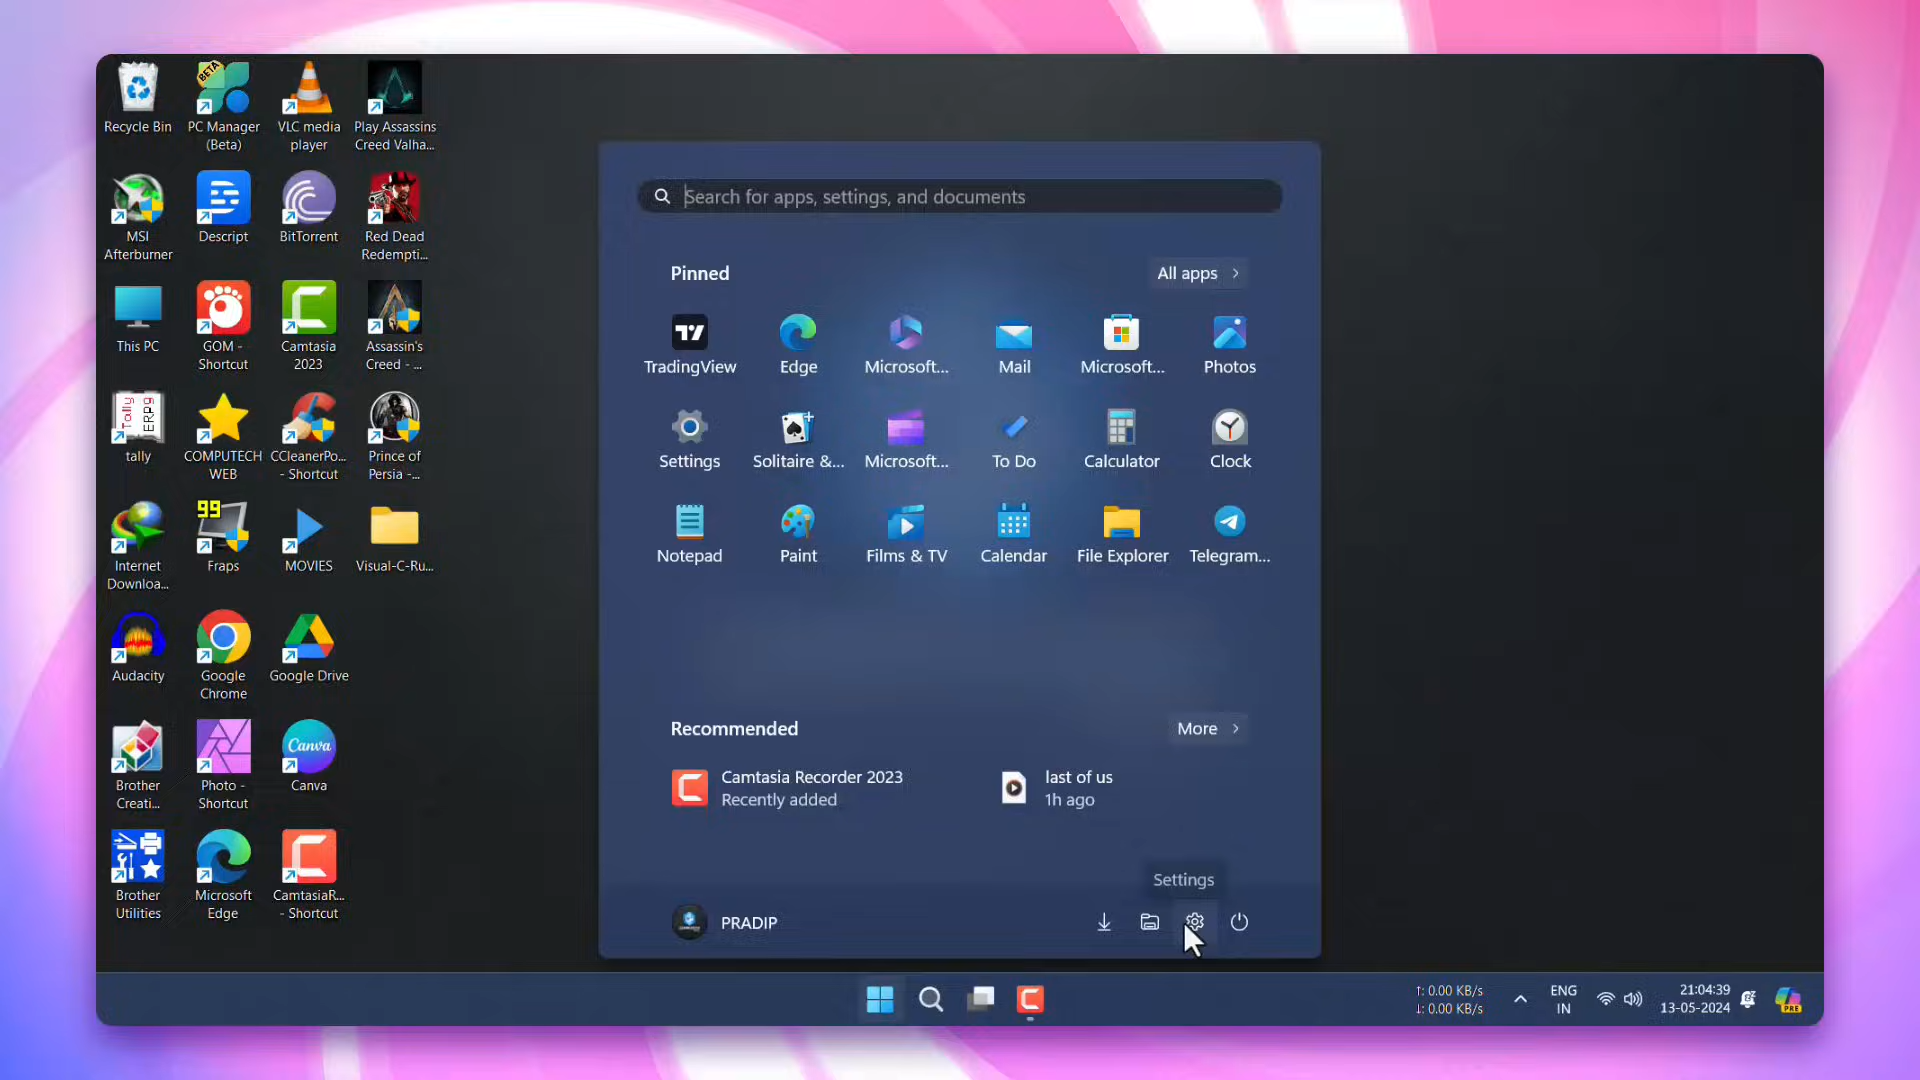 Recycle Bin
PC Manager
(Beta)
VLC media
player
Play Assassins
Creed Valha...
BETA
MSI
Afterburner
Descript
BitTorrent
Red Dead
Redempti...
This PC
GOM -
Shortcut
Camtasia
2023
Assassin's
Creed - ...
Tally
ERP9
tally
COMPUTECH
WEB
CCleanerPo...
- Shortcut
Prince of
Persia -...
99
Internet
Downloa...
Fraps
MOVIES
Visual-C-Ru...
Audacity
Google
Chrome
Google Drive
Canva
Brother
Creati...
Photo -
Shortcut
Canva
Brother
Utilities
Microsoft
Edge
CamtasiaR...
- Shortcut
Search for apps, settings, and documents
Pinned
All apps
TradingView
Edge
Microsoft...
Mail
Microsoft...
Photos
Settings
Solitaire &...
Microsoft...
To Do
Calculator
Clock
Notepad
Paint
Films & TV
Calendar
File Explorer
Telegram...
Recommended
More
Camtasia Recorder 2023
Recently added
last of us
1h ago
Settings
PRADIP
↑: 0.00 KB/s
↓: 0.00 KB/s
ENG
IN
21:04:39
13-05-2024
PRE